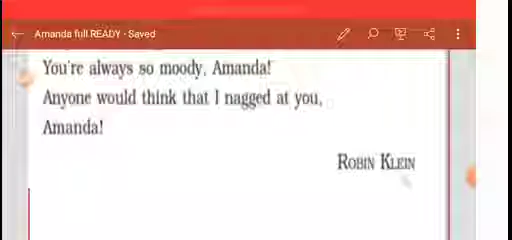 Amanda full READY - Saved
You're always so moody, Amanda!
Anyone would think that I nagged at you,
Amanda!
ROBIN KLEIN